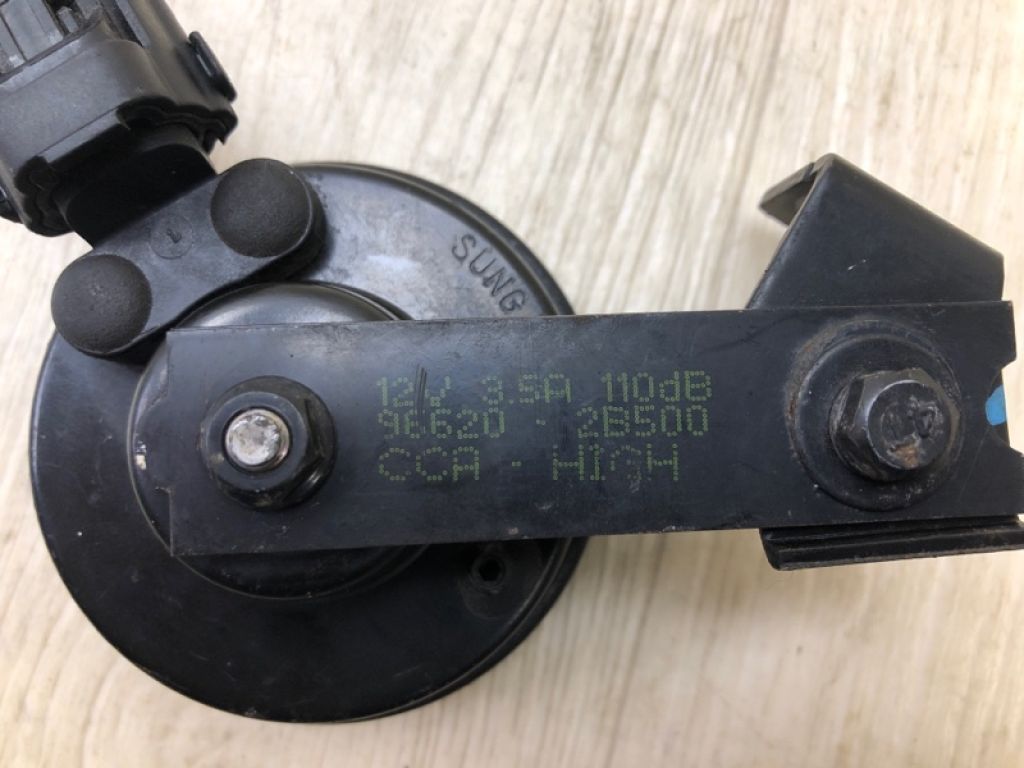 SUNG
12V 3.5A 110dB
96620 - 2B500
CCA - HIGH